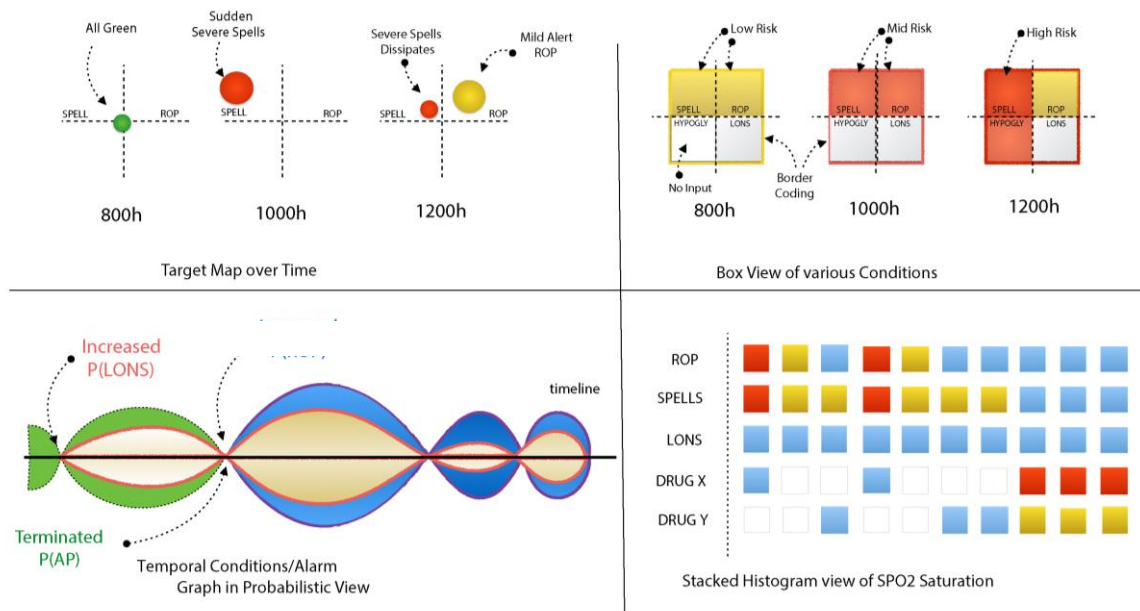 All Green
Sudden
Severe Spells
Severe Spells
Dissipates
Mild Alert
ROP
SPELL
ROP
SPELL
ROP
SPELL
ROP
800h
1000h
1200h
Target Map over Time
Low Risk
Mid Risk
High Risk
SPELL
ROP
HYPOGLY
LONS
SPELL
ROP
HYPOGLY
LONS
SPELL
ROP
HYPOGLY
LONS
No Input
Border
Coding
800h
1000h
1200h
Box View of various Conditions
Increased
P(LONS)
timeline
Terminated
P(AP)
Temporal Conditions/Alarm
Graph in Probabilistic View
ROP
SPELLS
LONS
DRUG X
DRUG Y
Stacked Histogram view of SPO2 Saturation